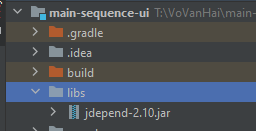 main-sequence-ui T:\VoVanHai\main-
.gradle
.idea
build
libs
jdepend-2.10.jar